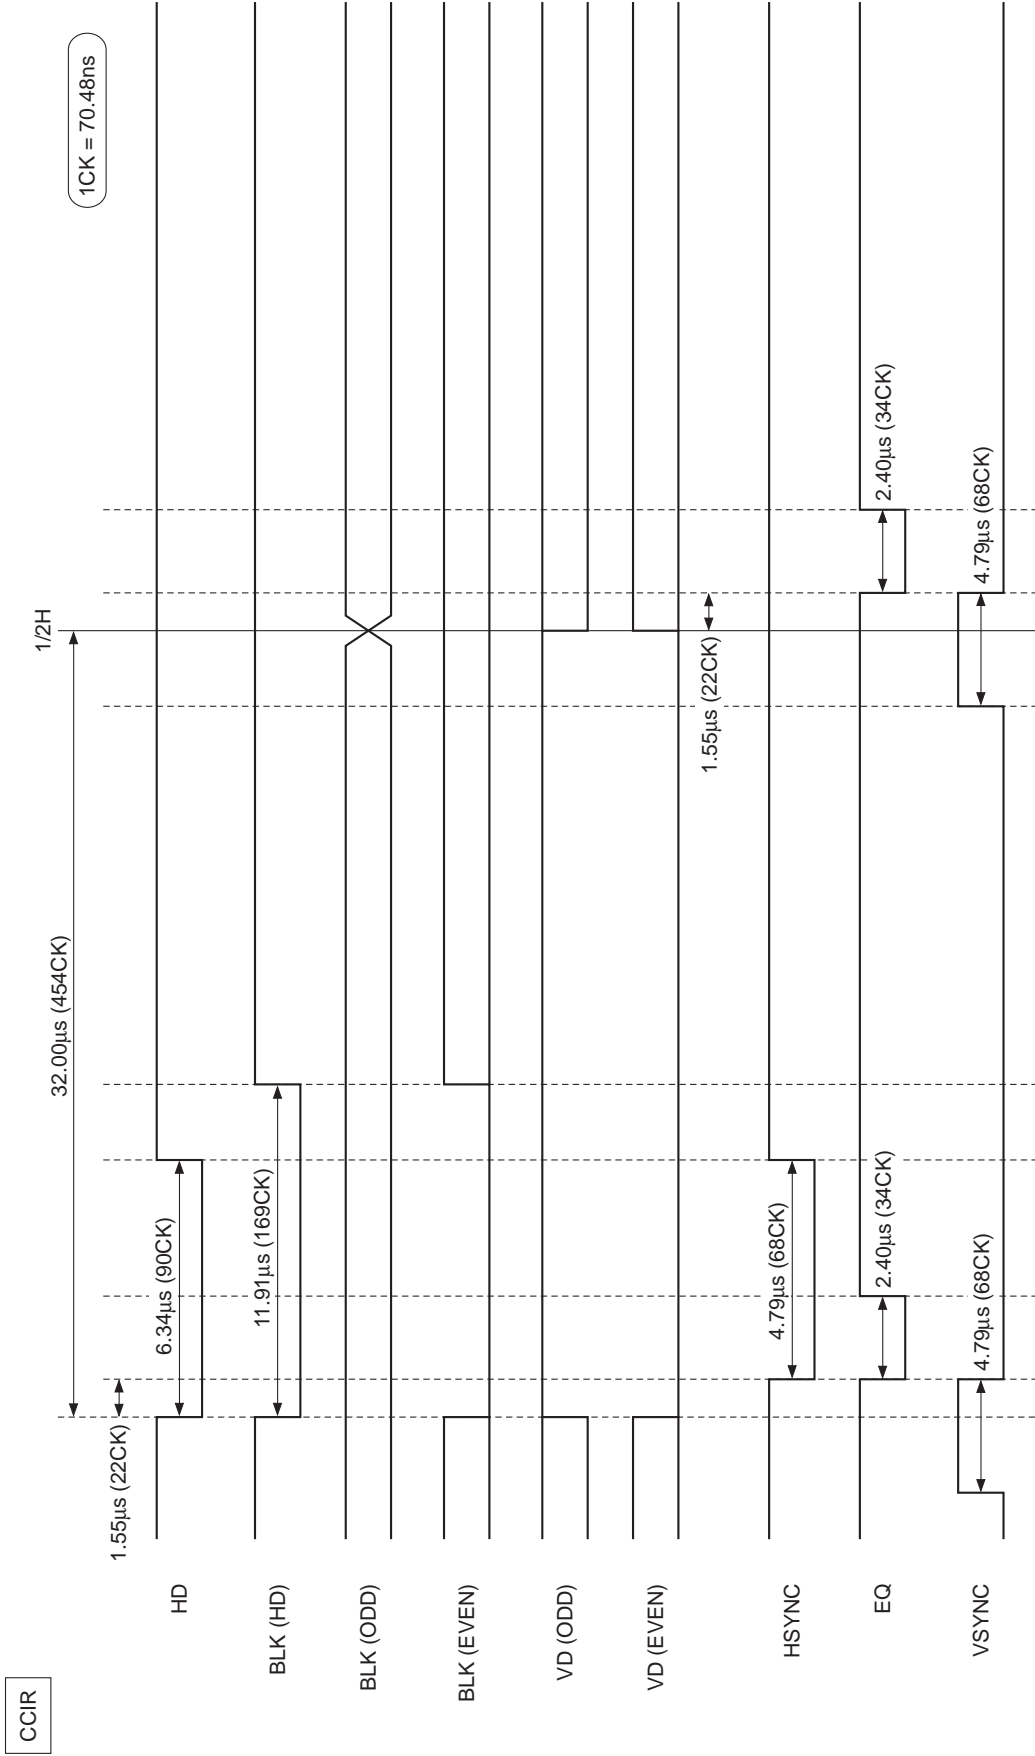 CCIR
1CK = 70.48ns
32.00µs (454CK)
1/2H
1.55µs (22CK)
HD
6.34µs (90CK)
BLK (HD)
11.91µs (169CK)
BLK (ODD)
BLK (EVEN)
VD (ODD)
VD (EVEN)
1.55µs (22CK)
HSYNC
4.79µs (68CK)
EQ
2.40µs (34CK)
2.40µs (34CK)
VSYNC
4.79µs (68CK)
4.79µs (68CK)